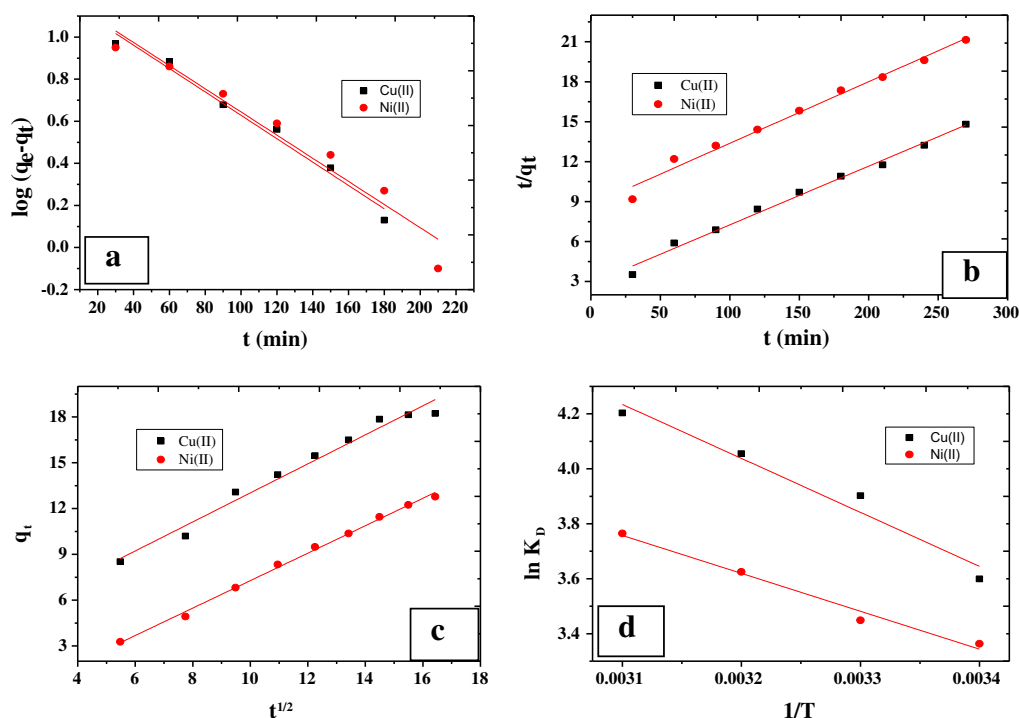 1.0
0.8
0.6
0.4
0.2
0.0
-0.2
log (qe-qt)
Cu(II)
Ni(II)
a
20 40 60 80 100 120 140 160 180 200 220
t (min)
21
18
15
12
9
6
3
t/qt
Cu(II)
Ni(II)
b
0 50 100 150 200 250 300
t (min)
18
15
12
9
6
3
qt
Cu(II)
Ni(II)
c
4 6 8 10 12 14 16 18
t1/2
4.2
4.0
3.8
3.6
3.4
ln KD
Cu(II)
Ni(II)
d
0.0031 0.0032 0.0033 0.0034
1/T